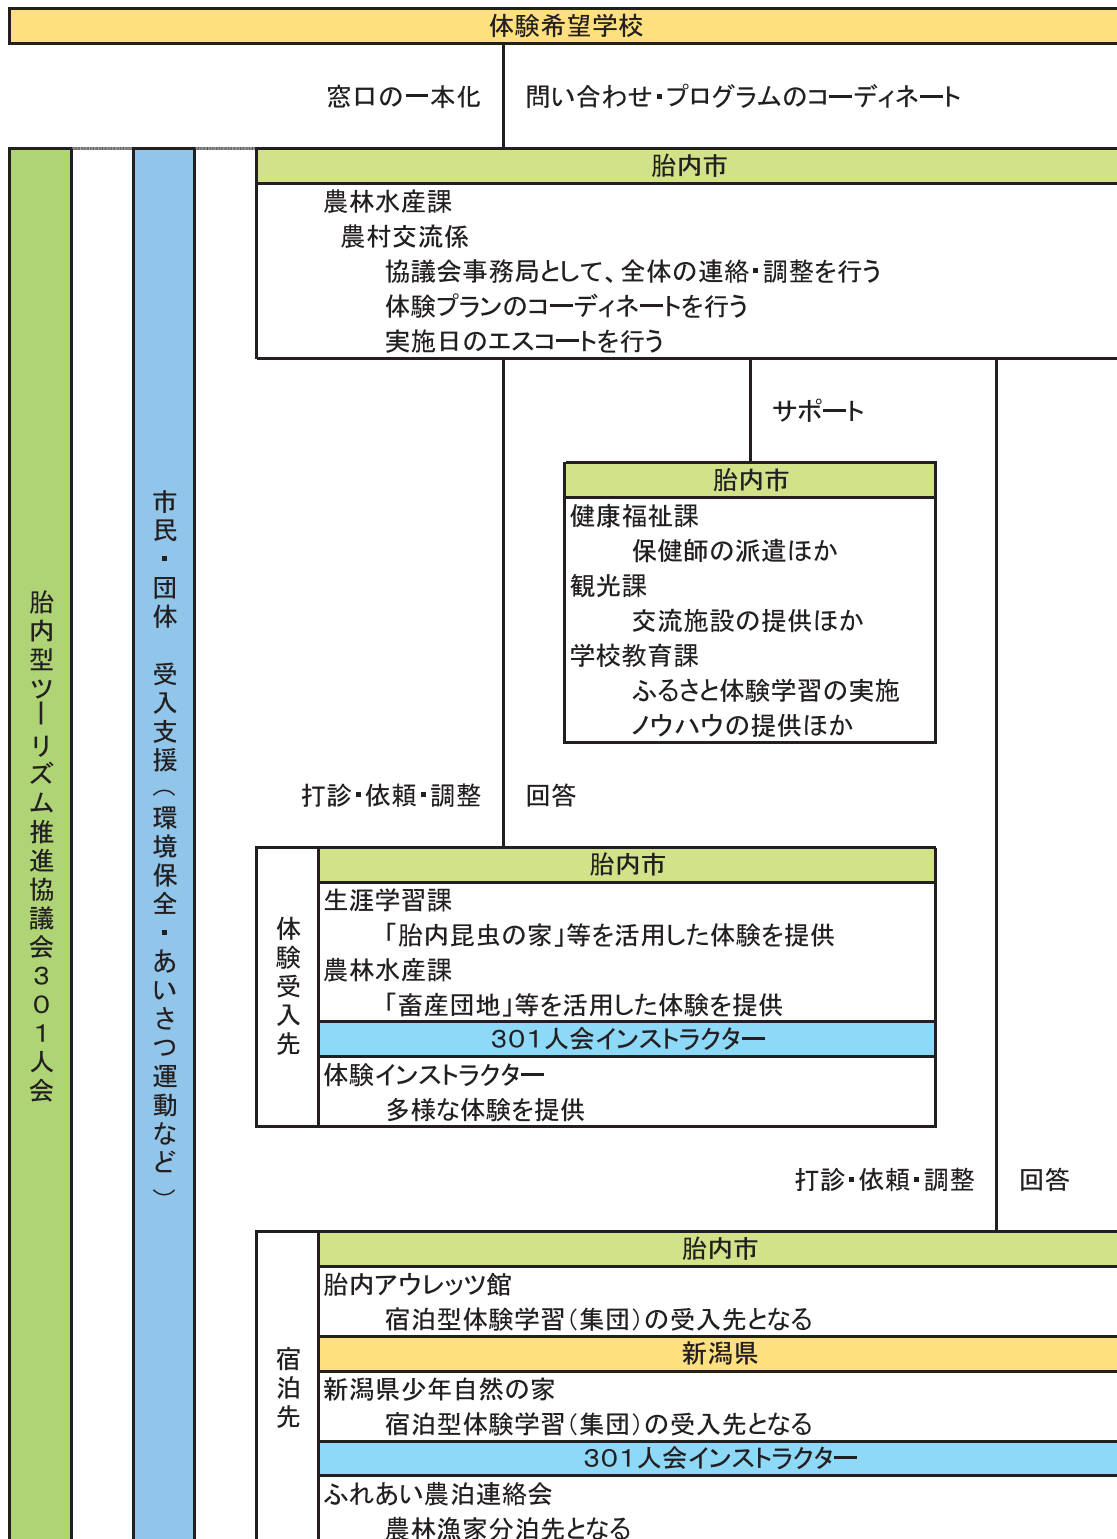 体験希望学校
窓口の一本化
問い合わせ・プログラムのコーディネート
胎内市
農林水産課
農村交流係
協議会事務局として、全体の連絡・調整を行う
体験プランのコーディネートを行う
実施日のエスコートを行う
サポート
胎内市
健康福祉課
保健師の派遣ほか
観光課
交流施設の提供ほか
学校教育課
ふるさと体験学習の実施
ノウハウの提供ほか
打診・依頼・調整
回答
体験受入先
胎内市
生涯学習課
「胎内昆虫の家」等を活用した体験を提供
農林水産課
「畜産団地」等を活用した体験を提供
301人会インストラクター
体験インストラクター
多様な体験を提供
打診・依頼・調整
回答
宿泊先
胎内市
胎内アウレッツ館
宿泊型体験学習（集団）の受入先となる
新潟県
新潟県少年自然の家
宿泊型体験学習（集団）の受入先となる
301人会インストラクター
ふれあい農泊連絡会
農林漁家分泊先となる
市民・団体　受入支援（環境保全・あいさつ運動など）
胎内型ツーリズム推進協議会３０１人会